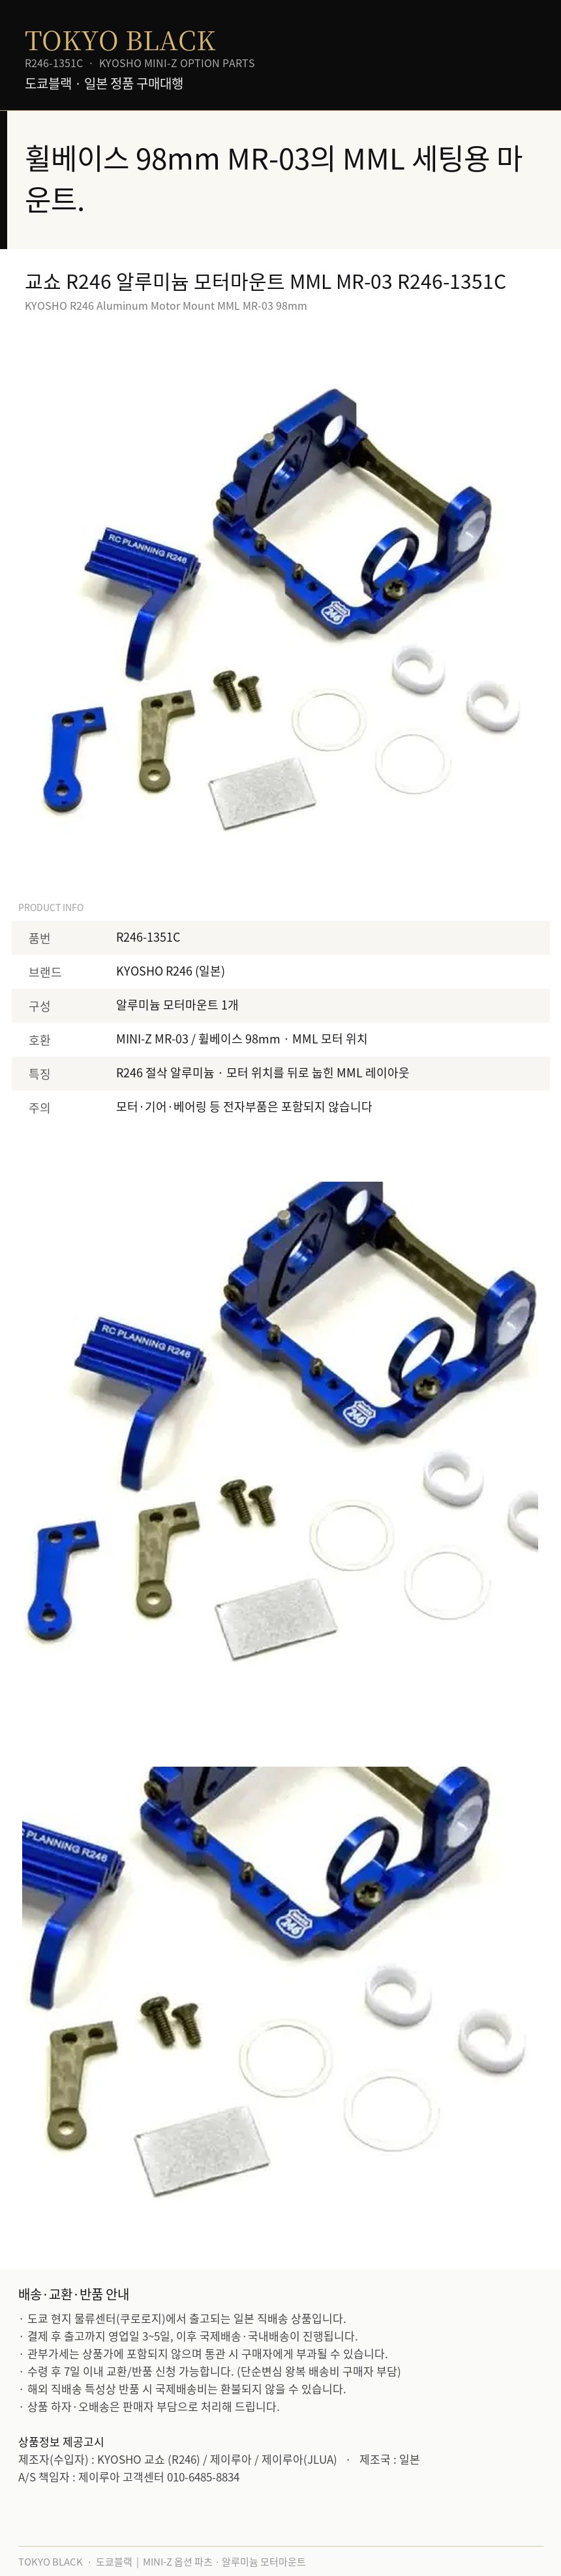 TOKYO BLACK
R246-1351C · KYOSHO MINI-Z OPTION PARTS
도쿄블랙 · 일본 정품 구매대행
휠베이스 98mm MR-03의 MML 세팅용 마
운트.
교쇼 R246 알루미늄 모터마운트 MML MR-03 R246-1351C
KYOSHO R246 Aluminum Motor Mount MML MR-03 98mm
RC PLANNING R246
246
PRODUCT INFO
품번 R246-1351C
브랜드 KYOSHO R246 (일본)
구성 알루미늄 모터마운트 1개
호환 MINI-Z MR-03 / 휠베이스 98mm · MML 모터 위치
특징 R246 절삭 알루미늄 · 모터 위치를 뒤로 눕힌 MML 레이아웃
주의 모터·기어·베어링 등 전자부품은 포함되지 않습니다
RC PLANNING R246
246
PLANNING R246
246
배송·교환·반품 안내
· 도쿄 현지 물류센터(쿠로로지)에서 출고되는 일본 직배송 상품입니다.
· 결제 후 출고까지 영업일 3~5일, 이후 국제배송·국내배송이 진행됩니다.
· 관부가세는 상품가에 포함되지 않으며 통관 시 구매자에게 부과될 수 있습니다.
· 수령 후 7일 이내 교환/반품 신청 가능합니다. (단순변심 왕복 배송비 구매자 부담)
· 해외 직배송 특성상 반품 시 국제배송비는 환불되지 않을 수 있습니다.
· 상품 하자·오배송은 판매자 부담으로 처리해 드립니다.
상품정보 제공고시
제조자(수입자) : KYOSHO 교쇼 (R246) / 제이루아 / 제이루아(JLUA) · 제조국 : 일본
A/S 책임자 : 제이루아 고객센터 010-6485-8834
TOKYO BLACK · 도쿄블랙 | MINI-Z 옵션 파츠 · 알루미늄 모터마운트